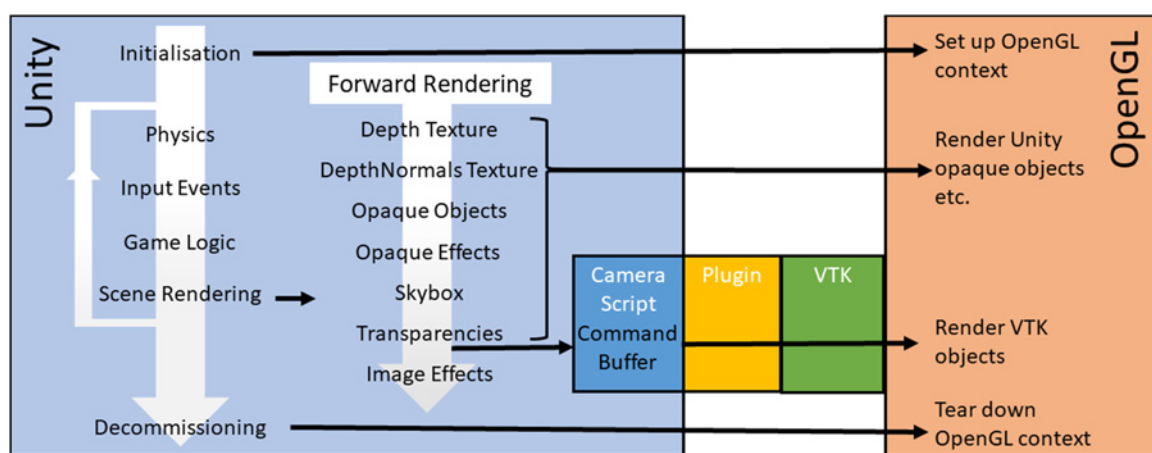 Unity
Initialisation
Physics
Input Events
Game Logic
Scene Rendering
Decommissioning
Forward Rendering
Depth Texture
DepthNormals Texture
Opaque Objects
Opaque Effects
Skybox
Transparencies
Image Effects
Camera
Script
Command
Buffer
Plugin
VTK
OpenGL
Set up OpenGL
context
Render Unity
opaque objects
etc.
Render VTK
objects
Tear down
OpenGL context